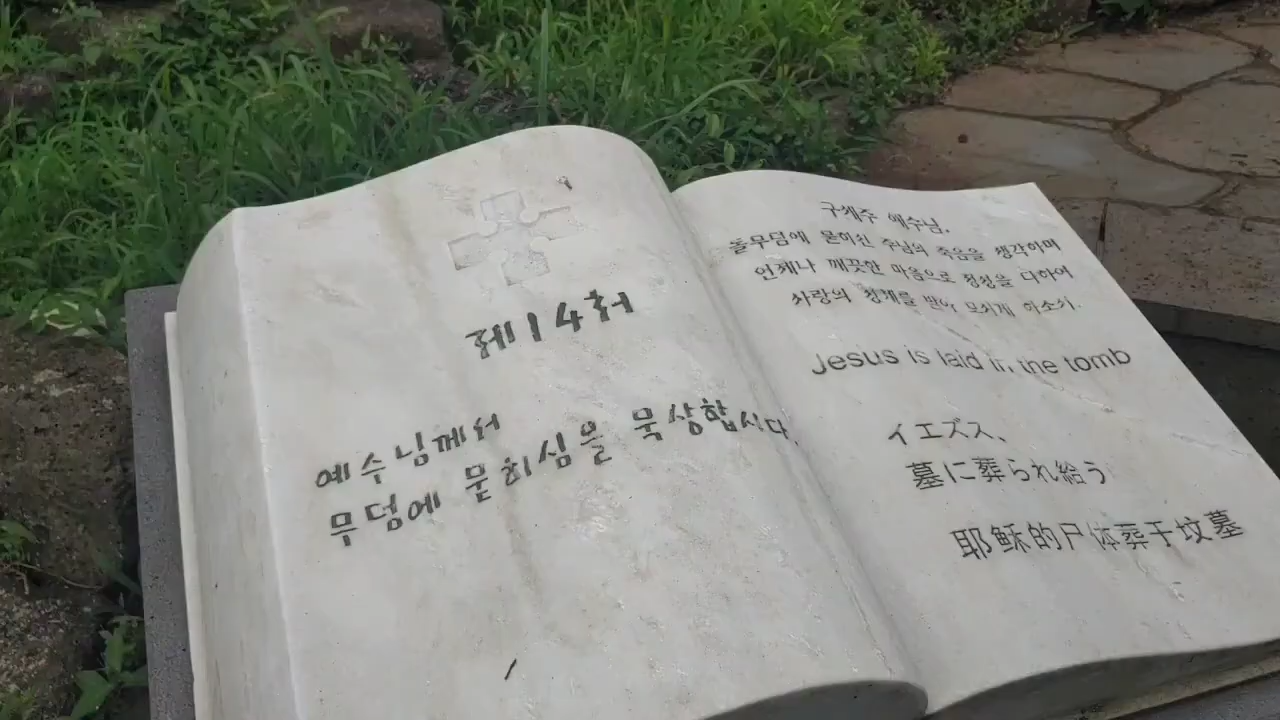 제14처
예수님께서
무덤에 묻히심을 묵상합시다.
구세주 예수님,
돌무덤에 묻히신 주님의 죽음을 생각하며
언제나 깨끗한 마음으로 정성을 다하여
사랑의 성체를 받아 모시게 하소서.
Jesus is laid in the tomb
イエズス、
墓に葬られ給う
耶稣的尸体葬于坟墓